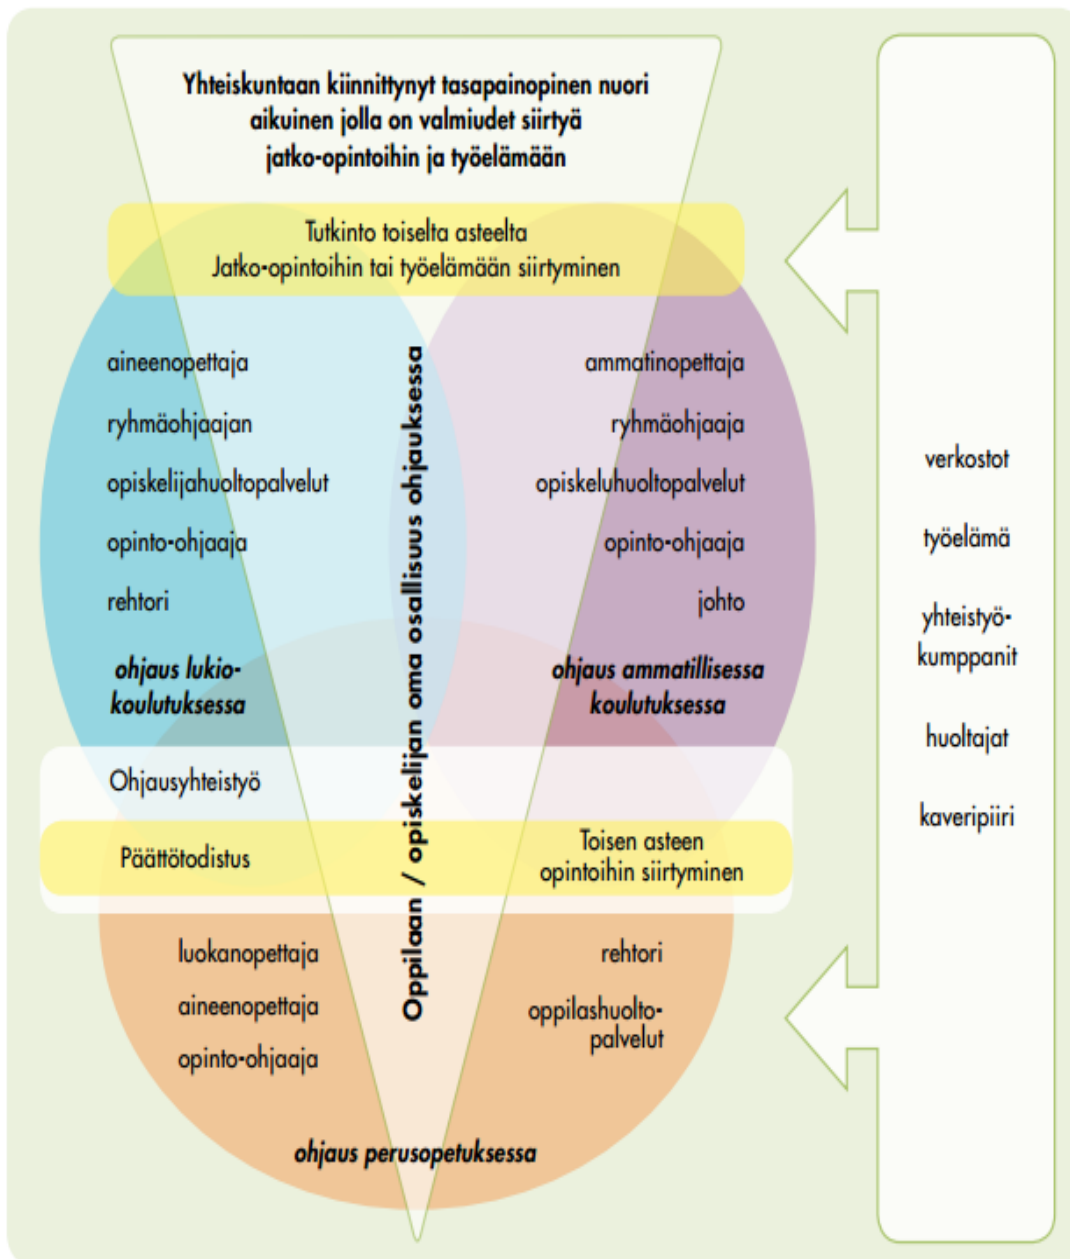 Yhteiskuntaan kiinnittynyt tasapainopinen nuori
aikuinen jolla on valmiudet siirtyä
jatko-opintoihin ja työelämään
Tutkinto toiselta asteelta
Jatko-opintoihin tai työelämään siirtyminen
aineenopettaja
ryhmäohjaajan
opiskelijahuoltopalvelut
opinto-ohjaaja
rehtori
ohjaus lukio-
koulutuksessa
Oppilaan / opiskelijan oma osallisuus ohjauksessa
ammatinopettaja
ryhmäohjaaja
opiskeluhuoltopalvelut
opinto-ohjaaja
johto
ohjaus ammatillisessa
koulutuksessa
Ohjausyhteistyö
Päättötodistus
Toisen asteen
opintoihin siirtyminen
luokanopettaja
aineenopettaja
opinto-ohjaaja
rehtori
oppilashuolto-
palvelut
ohjaus perusopetuksessa
verkostot
työelämä
yhteistyö-
kumppanit
huoltajat
kaveripiiri